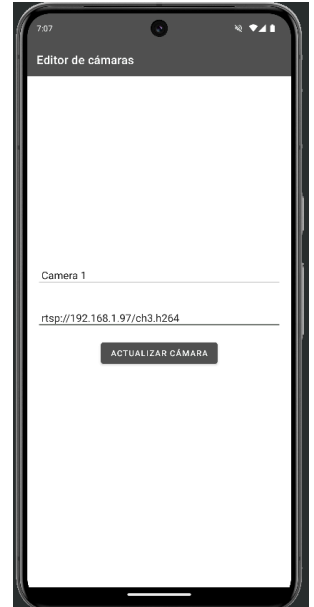 7:07
Editor de cámaras
Camera 1
rtsp://192.168.1.97/ch3.h264
ACTUALIZAR CÁMARA